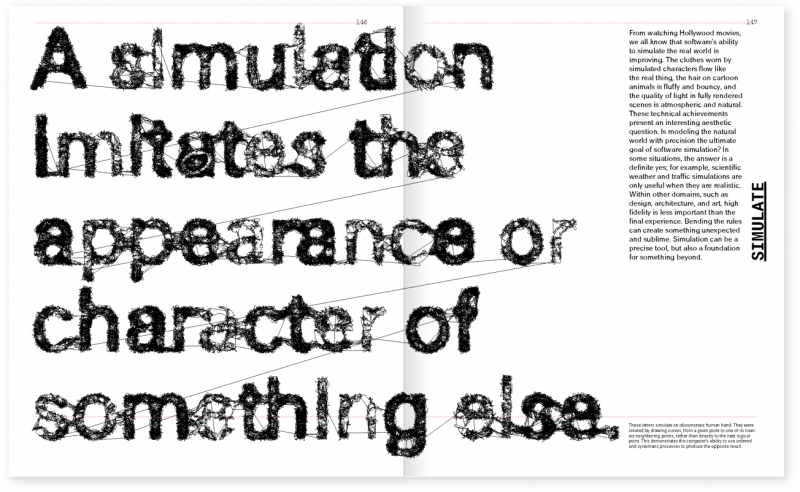 146
147
A simulation
imitates the
appearance or
character of
something else.
From watching Hollywood movies,
we all know that software's ability
to simulate the real world is
improving. The clothes worn by
simulated characters flow like
the real thing, the hair on cartoon
animals is fluffy and bouncy, and
the quality of light in fully rendered
scenes is atmospheric and natural.
These technical achievements
present an interesting aesthetic
question. Is modeling the natural
world with precision the ultimate
goal of software simulation? In
some situations, the answer is a
definite yes; for example, scientific
weather and traffic simulations are
only useful when they are realistic.
Within other domains, such as
design, architecture, and art, high
fidelity is less important than the
final experience. Bending the rules
can create something unexpected
and sublime. Simulation can be a
precise tool, but also a foundation
for something beyond.
SIMULATE
These letters simulate an idiosyncratic human hand. They were
created by drawing curves, from a given point to one of its near-
est neighboring points, rather than directly to the next logical
point. This demonstrates the computer's ability to use ordered
and systematic processes to produce the opposite result.